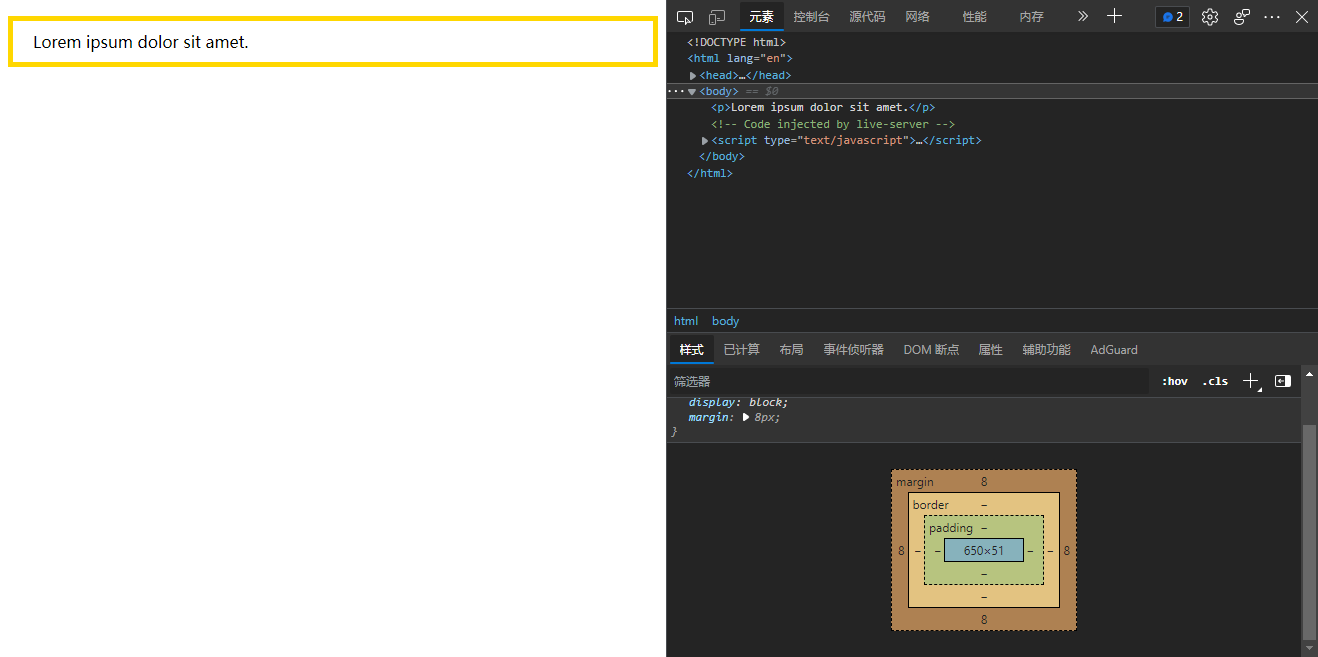 Lorem ipsum dolor sit amet.
元素 控制台 源代码 网络 性能 内存 2
<!DOCTYPE html>
<html lang="en">
<head>…</head>
<body> == $0
<p>Lorem ipsum dolor sit amet.</p>
<!-- Code injected by live-server -->
<script type="text/javascript">…</script>
</body>
</html>
html body
样式 已计算 布局 事件侦听器 DOM 断点 属性 辅助功能 AdGuard
筛选器 :hov .cls
display: block;
margin: 8px;
}
margin 8
border –
padding –
8 – – 650×51 – – 8
–
–
8